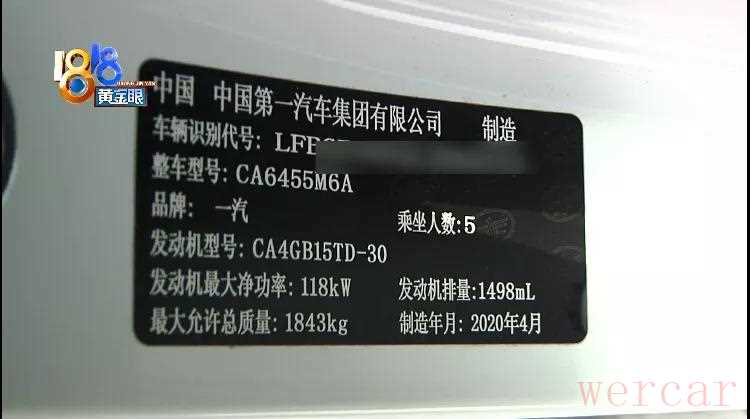 1818
黄金眼
中国 中国第一汽车集团有限公司 制造
车辆识别代号: LFB
整车型号: CA6455M6A
品牌: 一汽 乘坐人数:5
发动机型号: CA4GB15TD-30
发动机最大净功率: 118kW 发动机排量:1498mL
最大允许总质量: 1843kg 制造年月: 2020年4月
wercar